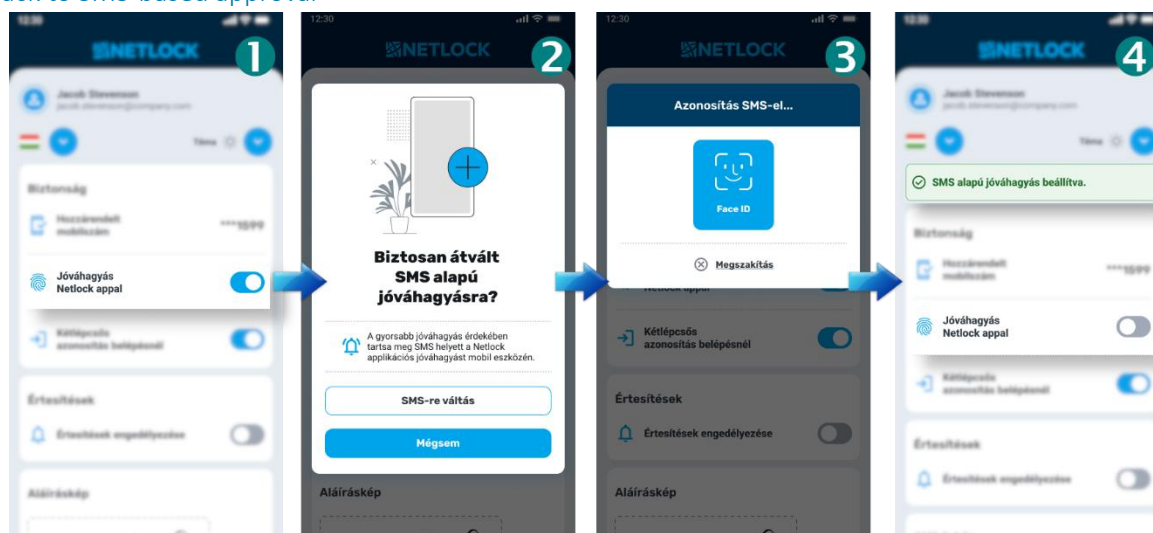 back to SMS-based approval
12:30
NETLOCK
1
Jacob Stevenson
jacob.stevenson@company.com
Téma
Biztonság
Hozzárendelt
mobilszám
***1599
Jóváhagyás
Netlock appal
Kétlépcsős
azonosítás belépésnél
Értesítések
Értesítések engedélyezése
Aláíráskép
12:30
NETLOCK
2
Biztosan átvált
SMS alapú
jóváhagyásra?
A gyorsabb jóváhagyás érdekében
tartsa meg SMS helyett a Netlock
applikációs jóváhagyást mobil eszközén.
SMS-re váltás
Mégsem
Aláíráskép
12:30
NETLOCK
3
Azonosítás SMS-el...
Face ID
Megszakítás
Netlock appal
Kétlépcsős
azonosítás belépésnél
Értesítések
Értesítések engedélyezése
Aláíráskép
12:30
NETLOCK
4
Jacob Stevenson
jacob.stevenson@company.com
Téma
SMS alapú jóváhagyás beállítva.
Biztonság
Hozzárendelt
mobilszám
***1599
Jóváhagyás
Netlock appal
Kétlépcsős
azonosítás belépésnél
Értesítések
Értesítések engedélyezése